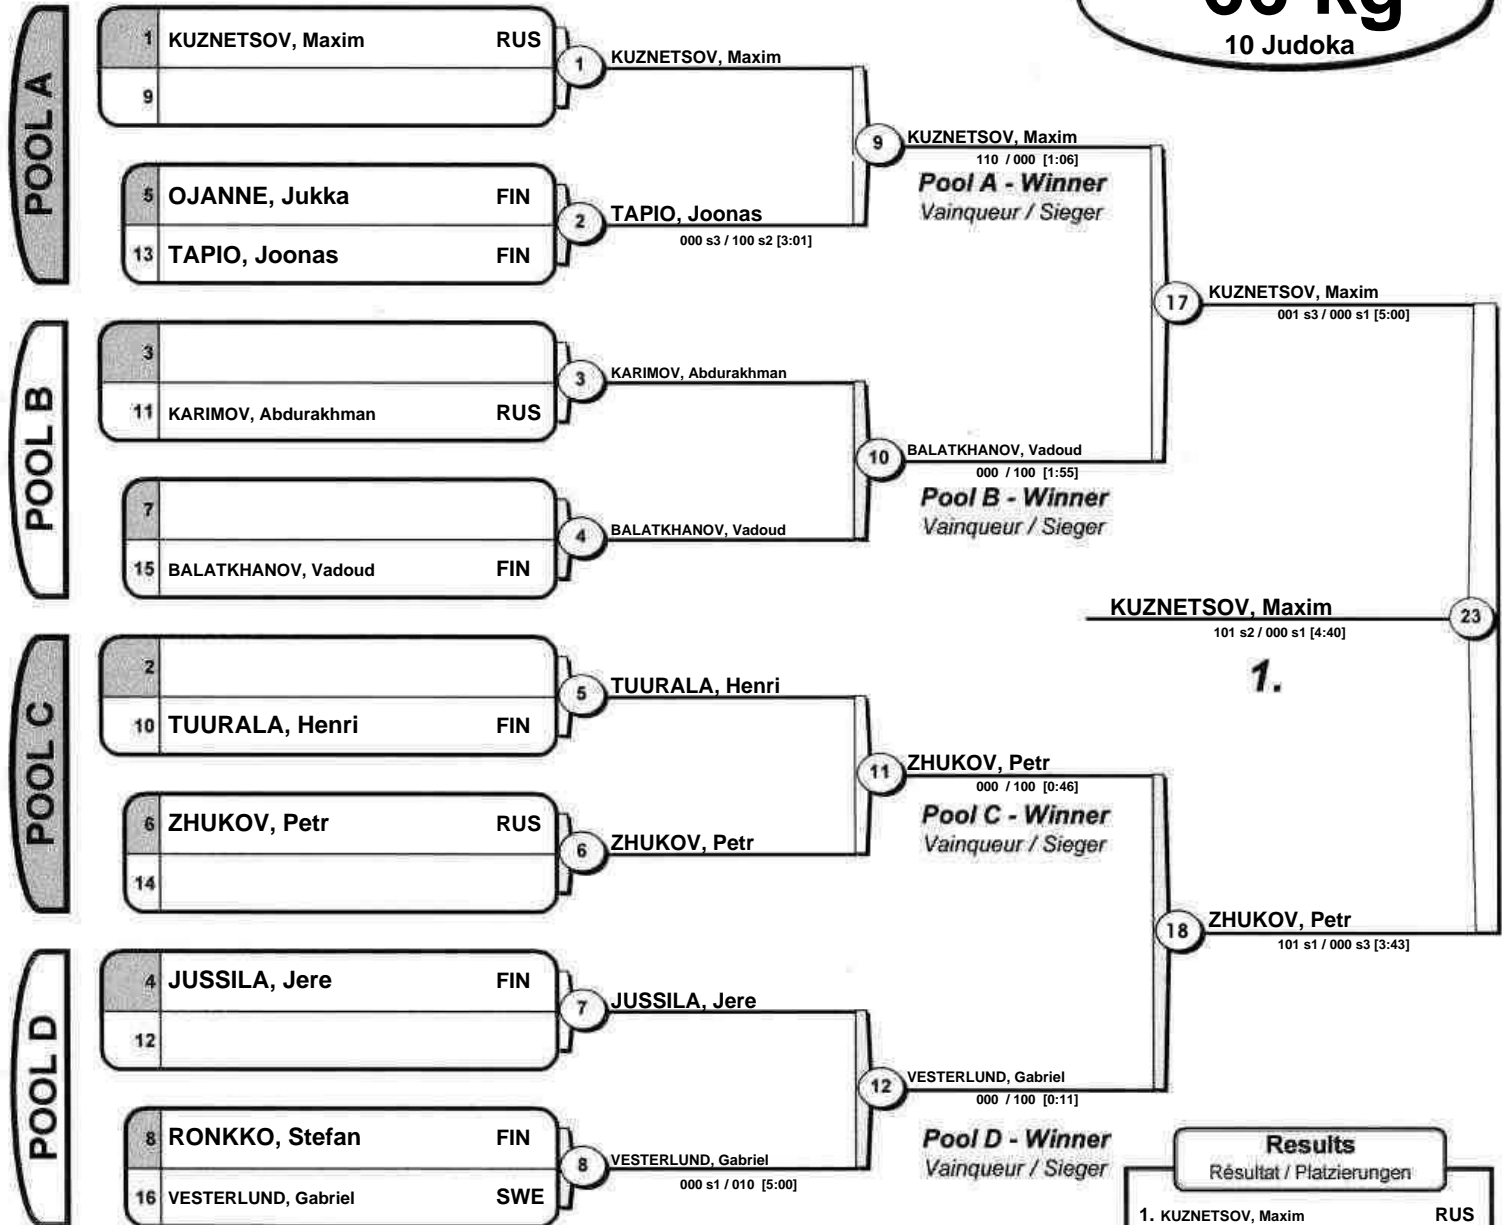 kg
10 Judoka
POOL A
1 KUZNETSOV, Maxim RUS
9
5 OJANNE, Jukka FIN
13 TAPIO, Joonas FIN
1 KUZNETSOV, Maxim
2 TAPIO, Joonas
000 s3 / 100 s2 [3:01]
9 KUZNETSOV, Maxim
110 / 000 [1:06]
Pool A - Winner
Vainqueur / Sieger
POOL B
3
11 KARIMOV, Abdurakhman RUS
7
15 BALATKHANOV, Vadoud FIN
3 KARIMOV, Abdurakhman
4 BALATKHANOV, Vadoud
10 BALATKHANOV, Vadoud
000 / 100 [1:55]
Pool B - Winner
Vainqueur / Sieger
17 KUZNETSOV, Maxim
001 s3 / 000 s1 [5:00]
KUZNETSOV, Maxim 23
101 s2 / 000 s1 [4:40]
1.
POOL C
2
10 TUURALA, Henri FIN
6 ZHUKOV, Petr RUS
14
5 TUURALA, Henri
6 ZHUKOV, Petr
11 ZHUKOV, Petr
000 / 100 [0:46]
Pool C - Winner
Vainqueur / Sieger
18 ZHUKOV, Petr
101 s1 / 000 s3 [3:43]
POOL D
4 JUSSILA, Jere FIN
12
8 RONKKO, Stefan FIN
16 VESTERLUND, Gabriel SWE
7 JUSSILA, Jere
8 VESTERLUND, Gabriel
000 s1 / 010 [5:00]
12 VESTERLUND, Gabriel
000 / 100 [0:11]
Pool D - Winner
Vainqueur / Sieger
Results
Résultat / Platzierungen
1. KUZNETSOV, Maxim RUS